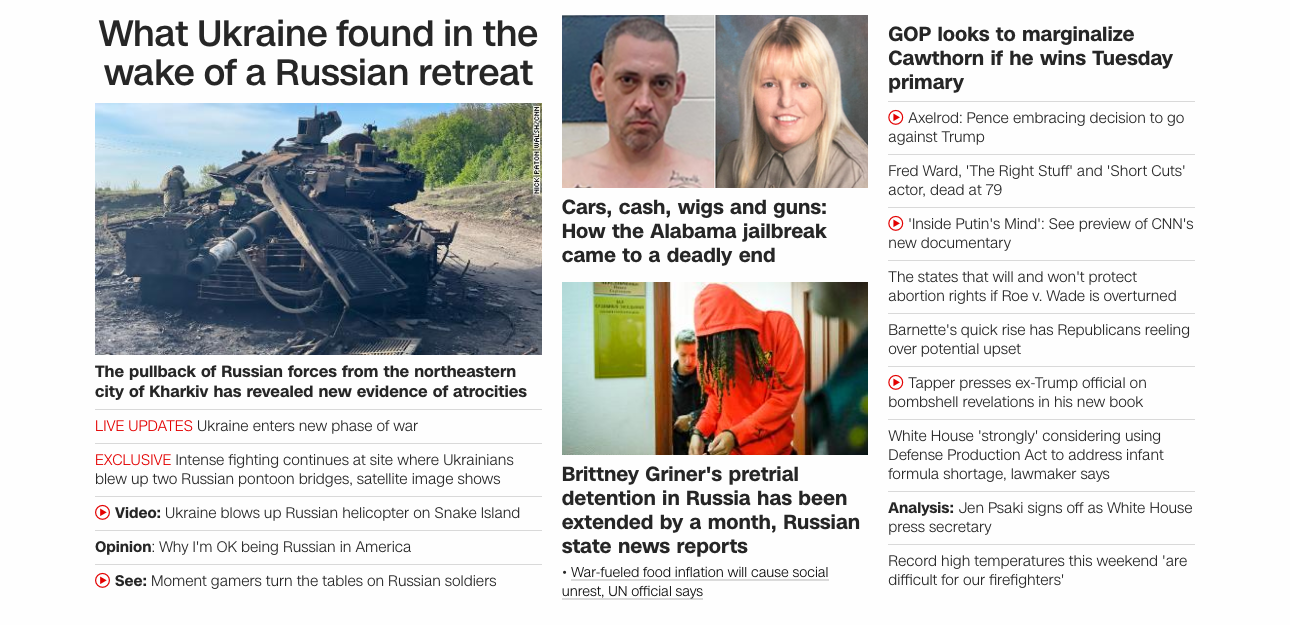 What Ukraine found in the
wake of a Russian retreat
NICK PATON WALSH/CNN
The pullback of Russian forces from the northeastern
city of Kharkiv has revealed new evidence of atrocities
LIVE UPDATES Ukraine enters new phase of war
EXCLUSIVE Intense fighting continues at site where Ukrainians
blew up two Russian pontoon bridges, satellite image shows
Video: Ukraine blows up Russian helicopter on Snake Island
Opinion: Why I'm OK being Russian in America
See: Moment gamers turn the tables on Russian soldiers
Cars, cash, wigs and guns:
How the Alabama jailbreak
came to a deadly end
Brittney Griner's pretrial
detention in Russia has been
extended by a month, Russian
state news reports
• War-fueled food inflation will cause social
unrest, UN official says
GOP looks to marginalize
Cawthorn if he wins Tuesday
primary
Axelrod: Pence embracing decision to go
against Trump
Fred Ward, 'The Right Stuff' and 'Short Cuts'
actor, dead at 79
'Inside Putin's Mind': See preview of CNN's
new documentary
The states that will and won't protect
abortion rights if Roe v. Wade is overturned
Barnette's quick rise has Republicans reeling
over potential upset
Tapper presses ex-Trump official on
bombshell revelations in his new book
White House 'strongly' considering using
Defense Production Act to address infant
formula shortage, lawmaker says
Analysis: Jen Psaki signs off as White House
press secretary
Record high temperatures this weekend 'are
difficult for our firefighters'